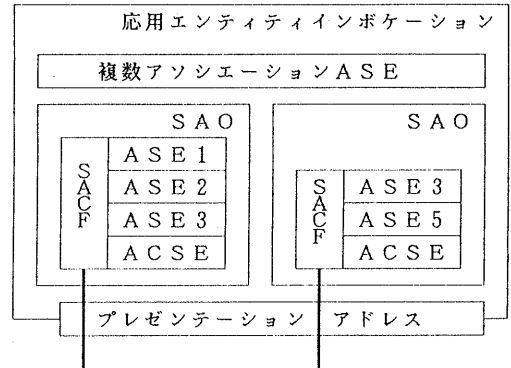 応用エンティティインボケーション
複数アソシエーションASE
SAO
SACF
ASE1
ASE2
ASE3
ACSE
SAO
SACF
ASE3
ASE5
ACSE
プレゼンテーション アドレス